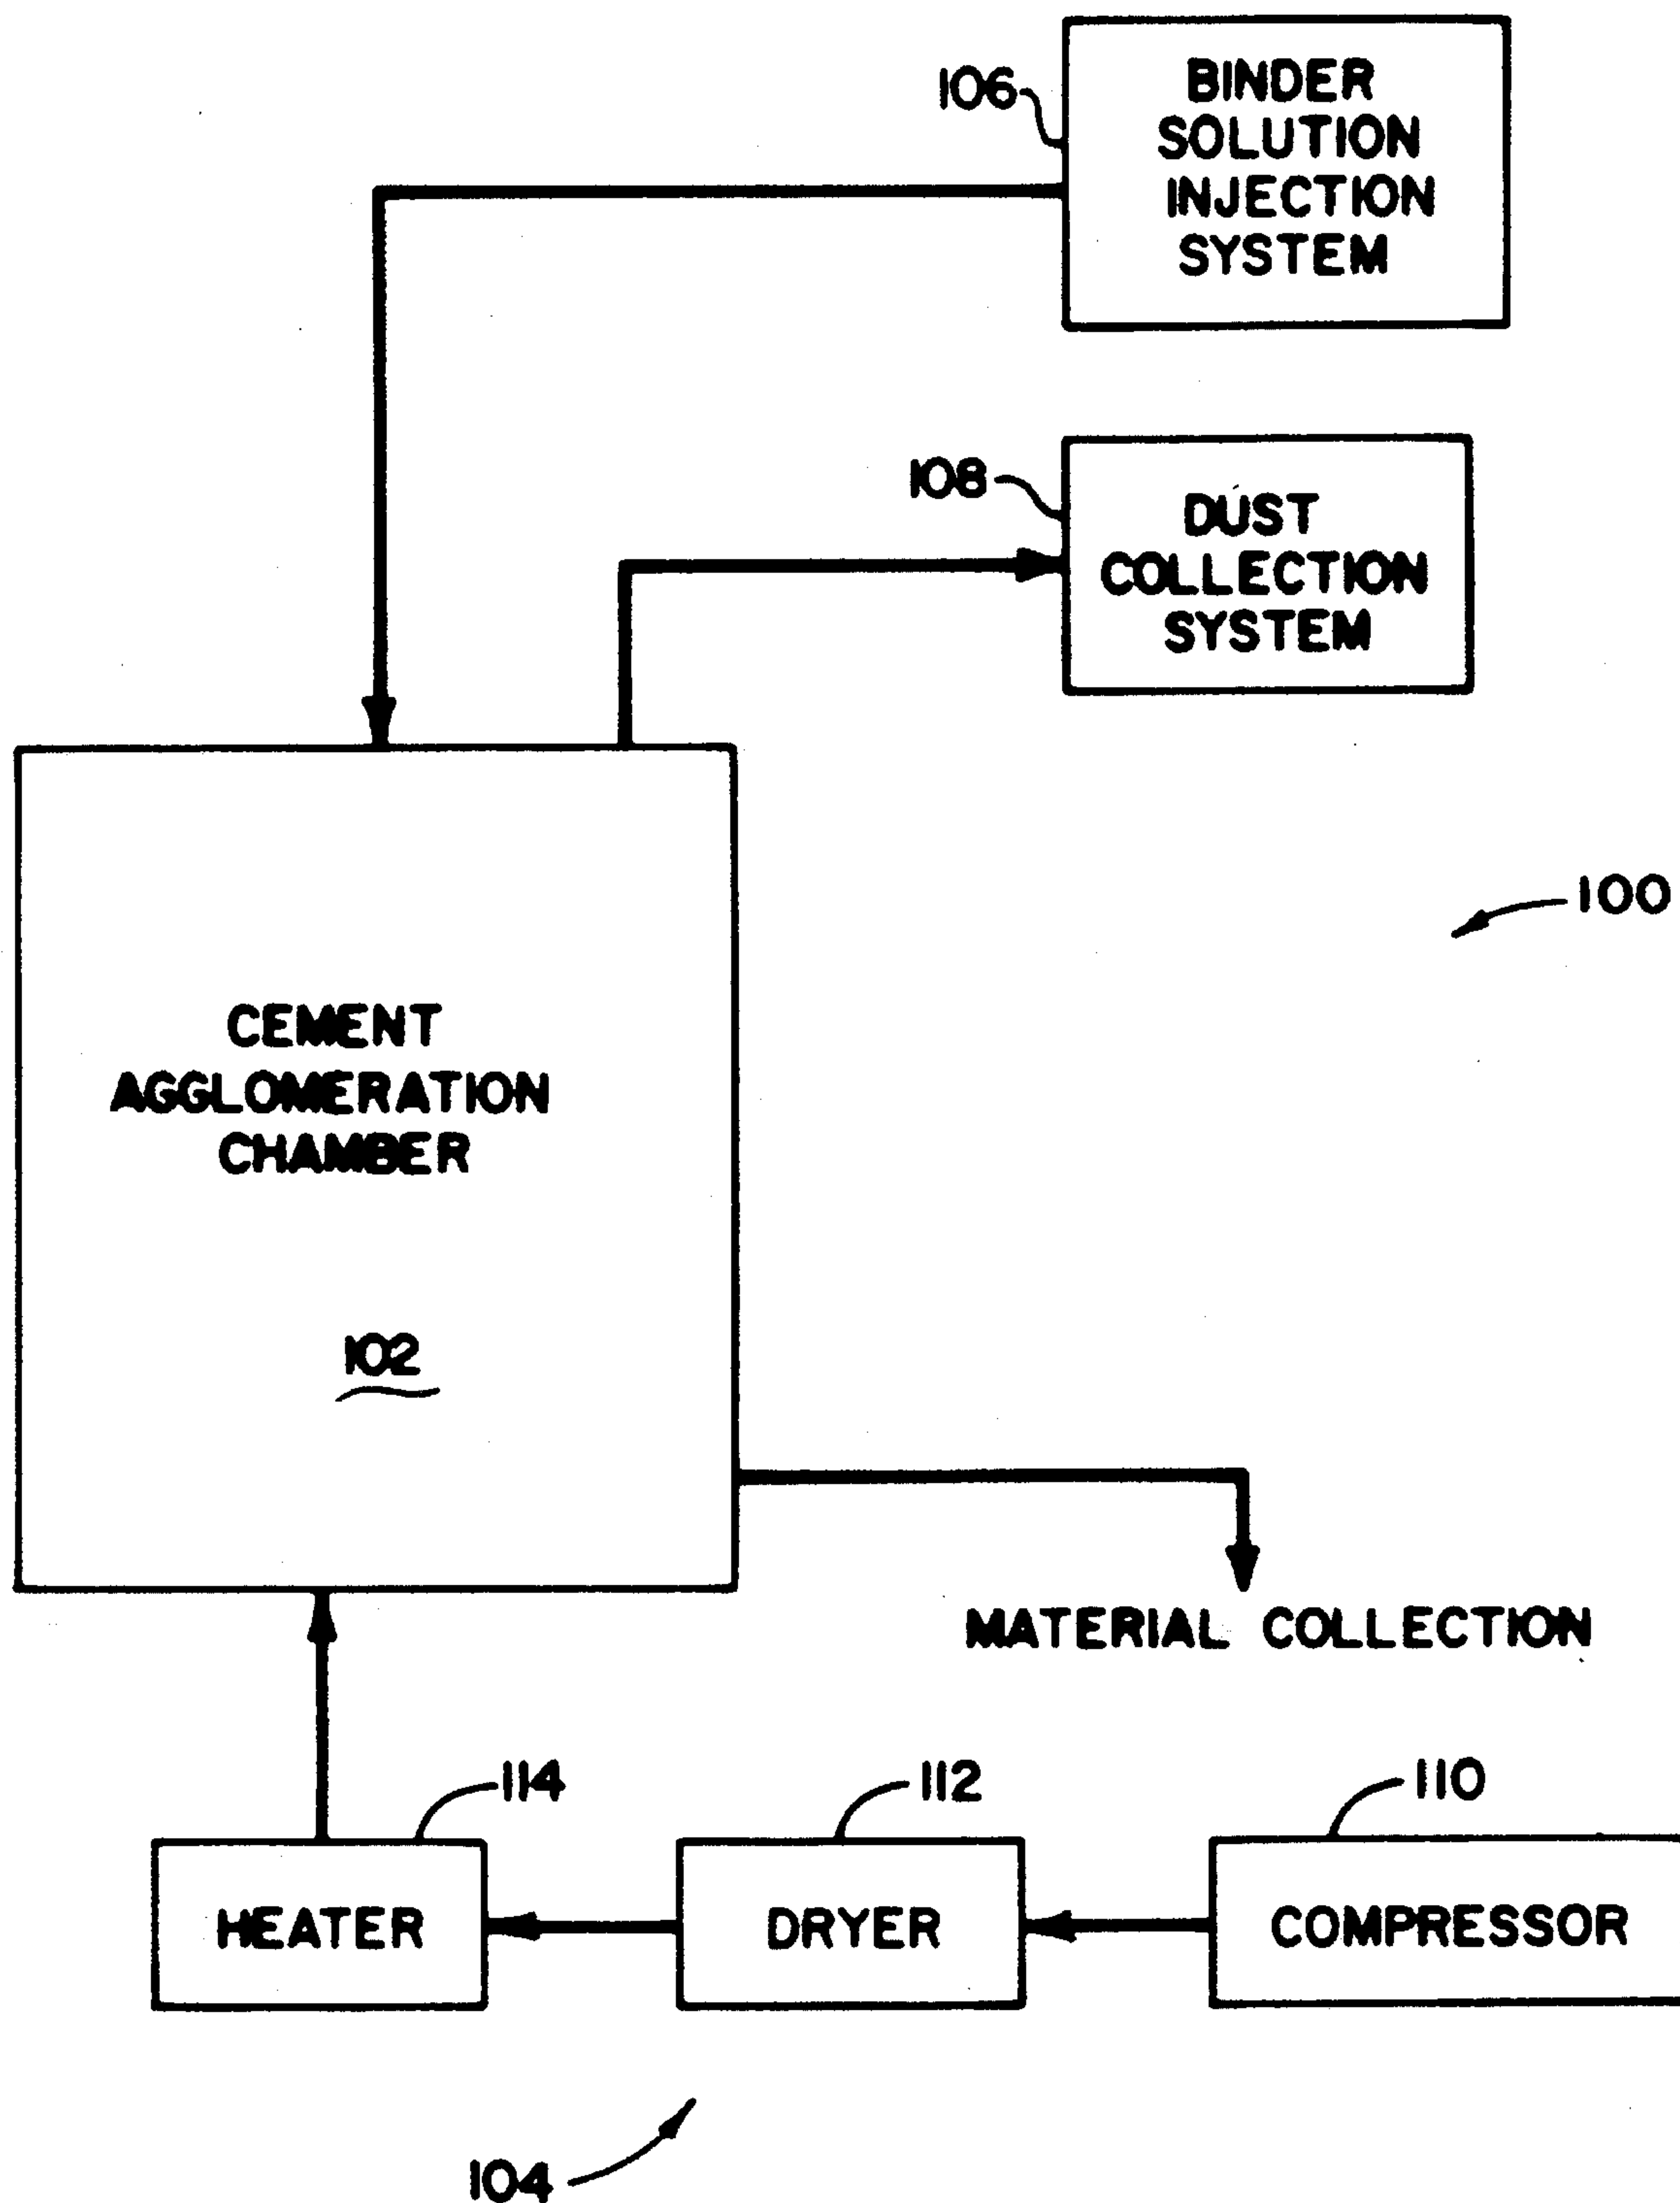 106
BINDER
SOLUTION
INJECTION
SYSTEM
108
DUST
COLLECTION
SYSTEM
100
CEMENT
AGGLOMERATION
CHAMBER
102
MATERIAL COLLECTION
114
112
110
HEATER
DRYER
COMPRESSOR
104